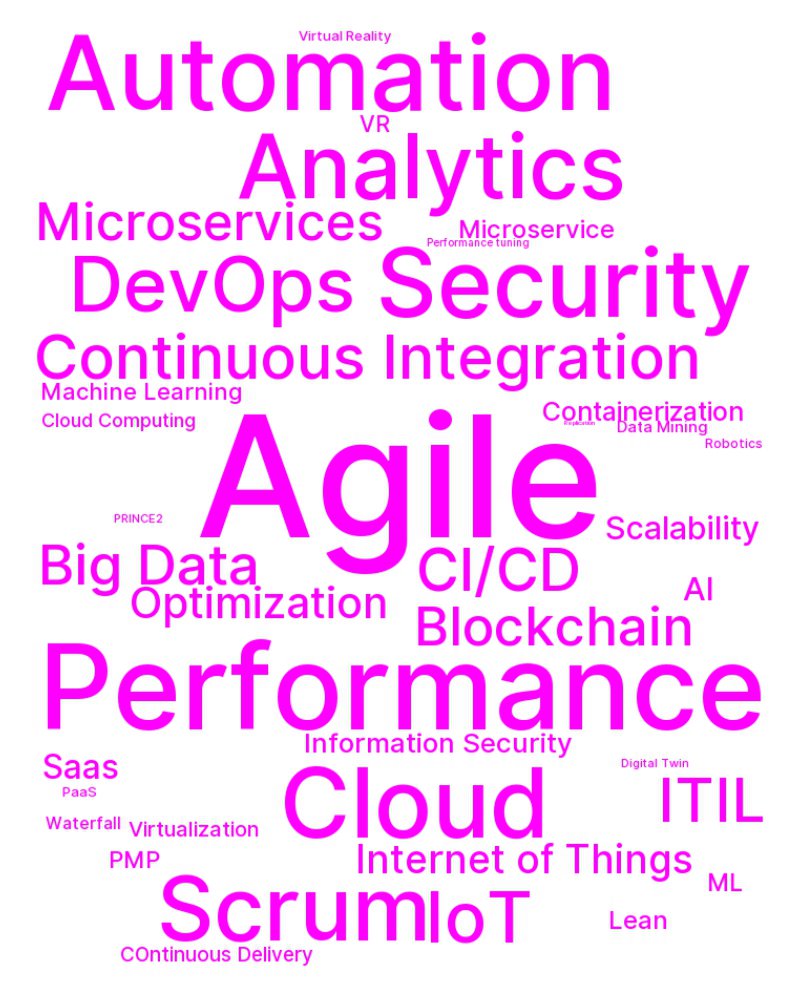 Virtual Reality
Automation
VR
Analytics
Microservices
Microservice
Performance tuning
DevOps
Security
Continuous Integration
Machine Learning
Containerization
Cloud Computing
Replication
Data Mining
Robotics
Agile
PRINCE2
Scalability
Big Data
CI/CD
AI
Optimization
Blockchain
Performance
Information Security
Saas
Digital Twin
PaaS
Cloud
ITIL
Waterfall
Virtualization
PMP
Internet of Things
ML
Scrum
IoT
Lean
COntinuous Delivery